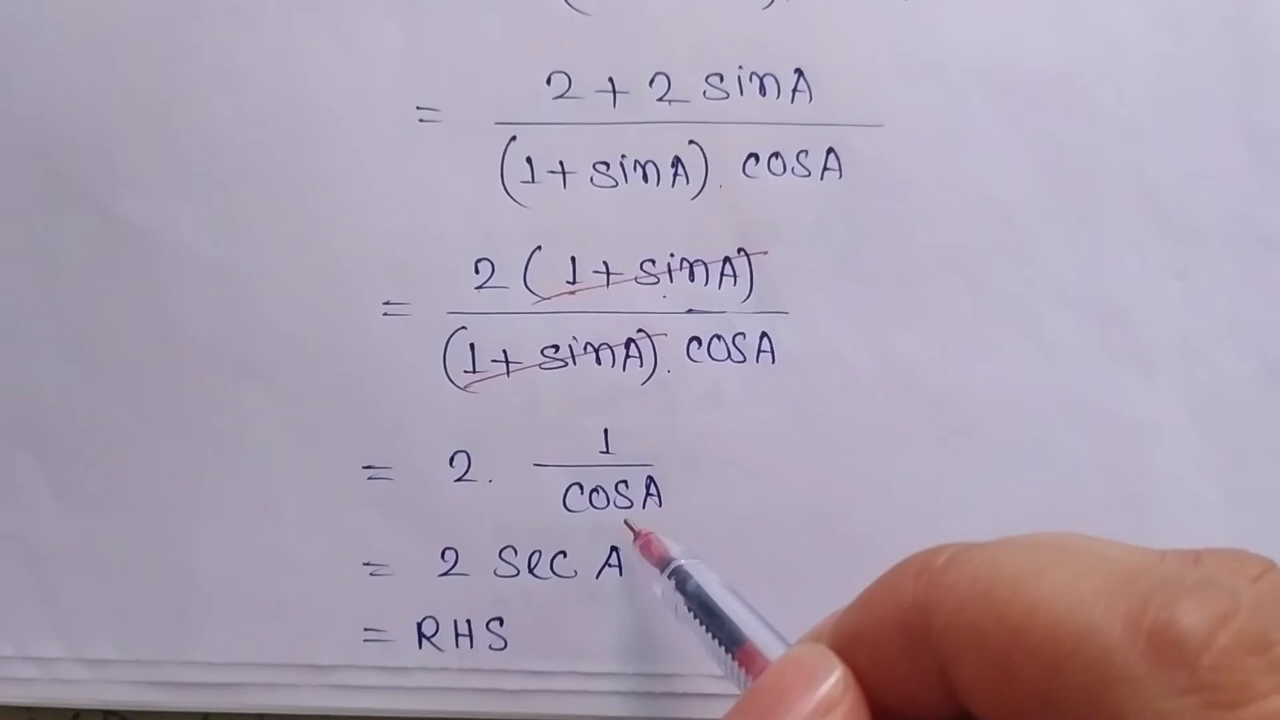 = 2 + 2 sinA
(1 + sinA) . cosA
= 2 (1 + sinA)
(1 + sinA) . cosA
= 2 . 1
cosA
= 2 sec A
= RHS